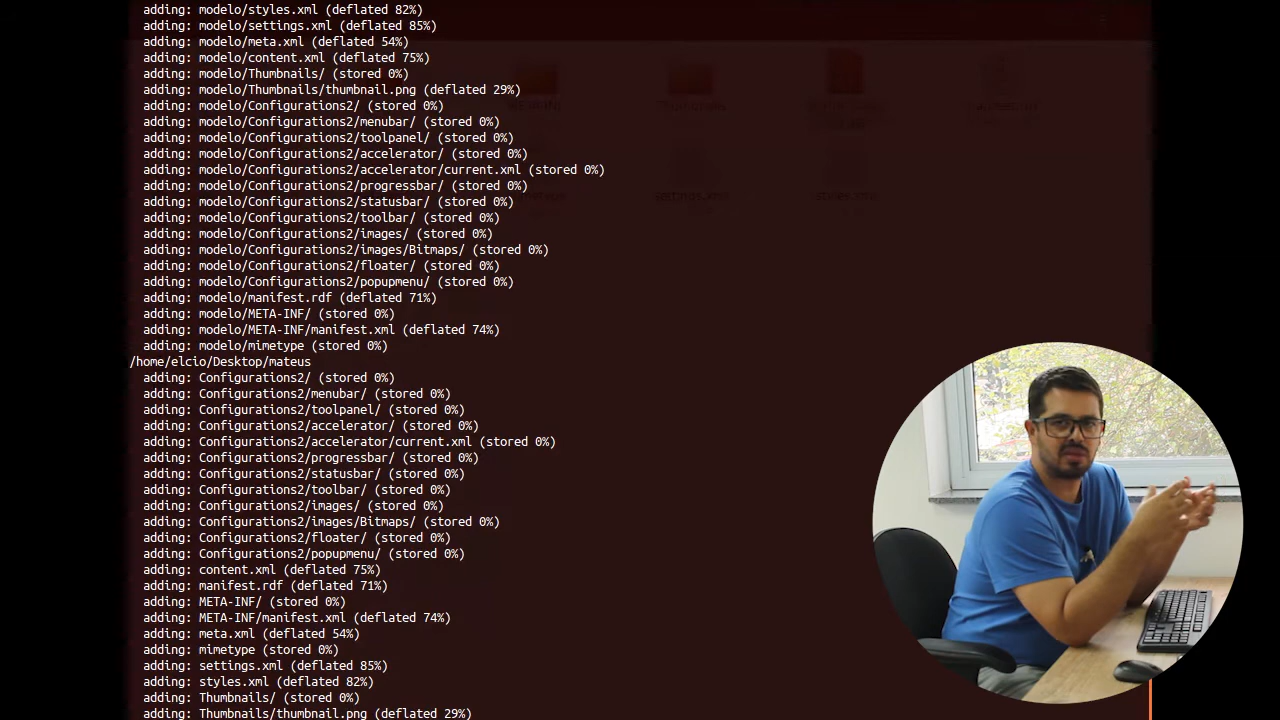 adding: modelo/styles.xml (deflated 82%)
adding: modelo/settings.xml (deflated 85%)
adding: modelo/meta.xml (deflated 54%)
adding: modelo/content.xml (deflated 75%)
adding: modelo/Thumbnails/ (stored 0%)
adding: modelo/Thumbnails/thumbnail.png (deflated 29%)
adding: modelo/Configurations2/ (stored 0%)
adding: modelo/Configurations2/menubar/ (stored 0%)
adding: modelo/Configurations2/toolpanel/ (stored 0%)
adding: modelo/Configurations2/accelerator/ (stored 0%)
adding: modelo/Configurations2/accelerator/current.xml (stored 0%)
adding: modelo/Configurations2/progressbar/ (stored 0%)
adding: modelo/Configurations2/statusbar/ (stored 0%)
adding: modelo/Configurations2/toolbar/ (stored 0%)
adding: modelo/Configurations2/images/ (stored 0%)
adding: modelo/Configurations2/images/Bitmaps/ (stored 0%)
adding: modelo/Configurations2/floater/ (stored 0%)
adding: modelo/Configurations2/popupmenu/ (stored 0%)
adding: modelo/manifest.rdf (deflated 71%)
adding: modelo/META-INF/ (stored 0%)
adding: modelo/META-INF/manifest.xml (deflated 74%)
adding: modelo/mimetype (stored 0%)
/home/elcio/Desktop/mateus
adding: Configurations2/ (stored 0%)
adding: Configurations2/menubar/ (stored 0%)
adding: Configurations2/toolpanel/ (stored 0%)
adding: Configurations2/accelerator/ (stored 0%)
adding: Configurations2/accelerator/current.xml (stored 0%)
adding: Configurations2/progressbar/ (stored 0%)
adding: Configurations2/statusbar/ (stored 0%)
adding: Configurations2/toolbar/ (stored 0%)
adding: Configurations2/images/ (stored 0%)
adding: Configurations2/images/Bitmaps/ (stored 0%)
adding: Configurations2/floater/ (stored 0%)
adding: Configurations2/popupmenu/ (stored 0%)
adding: content.xml (deflated 75%)
adding: manifest.rdf (deflated 71%)
adding: META-INF/ (stored 0%)
adding: META-INF/manifest.xml (deflated 74%)
adding: meta.xml (deflated 54%)
adding: mimetype (stored 0%)
adding: settings.xml (deflated 85%)
adding: styles.xml (deflated 82%)
adding: Thumbnails/ (stored 0%)
adding: Thumbnails/thumbnail.png (deflated 29%)